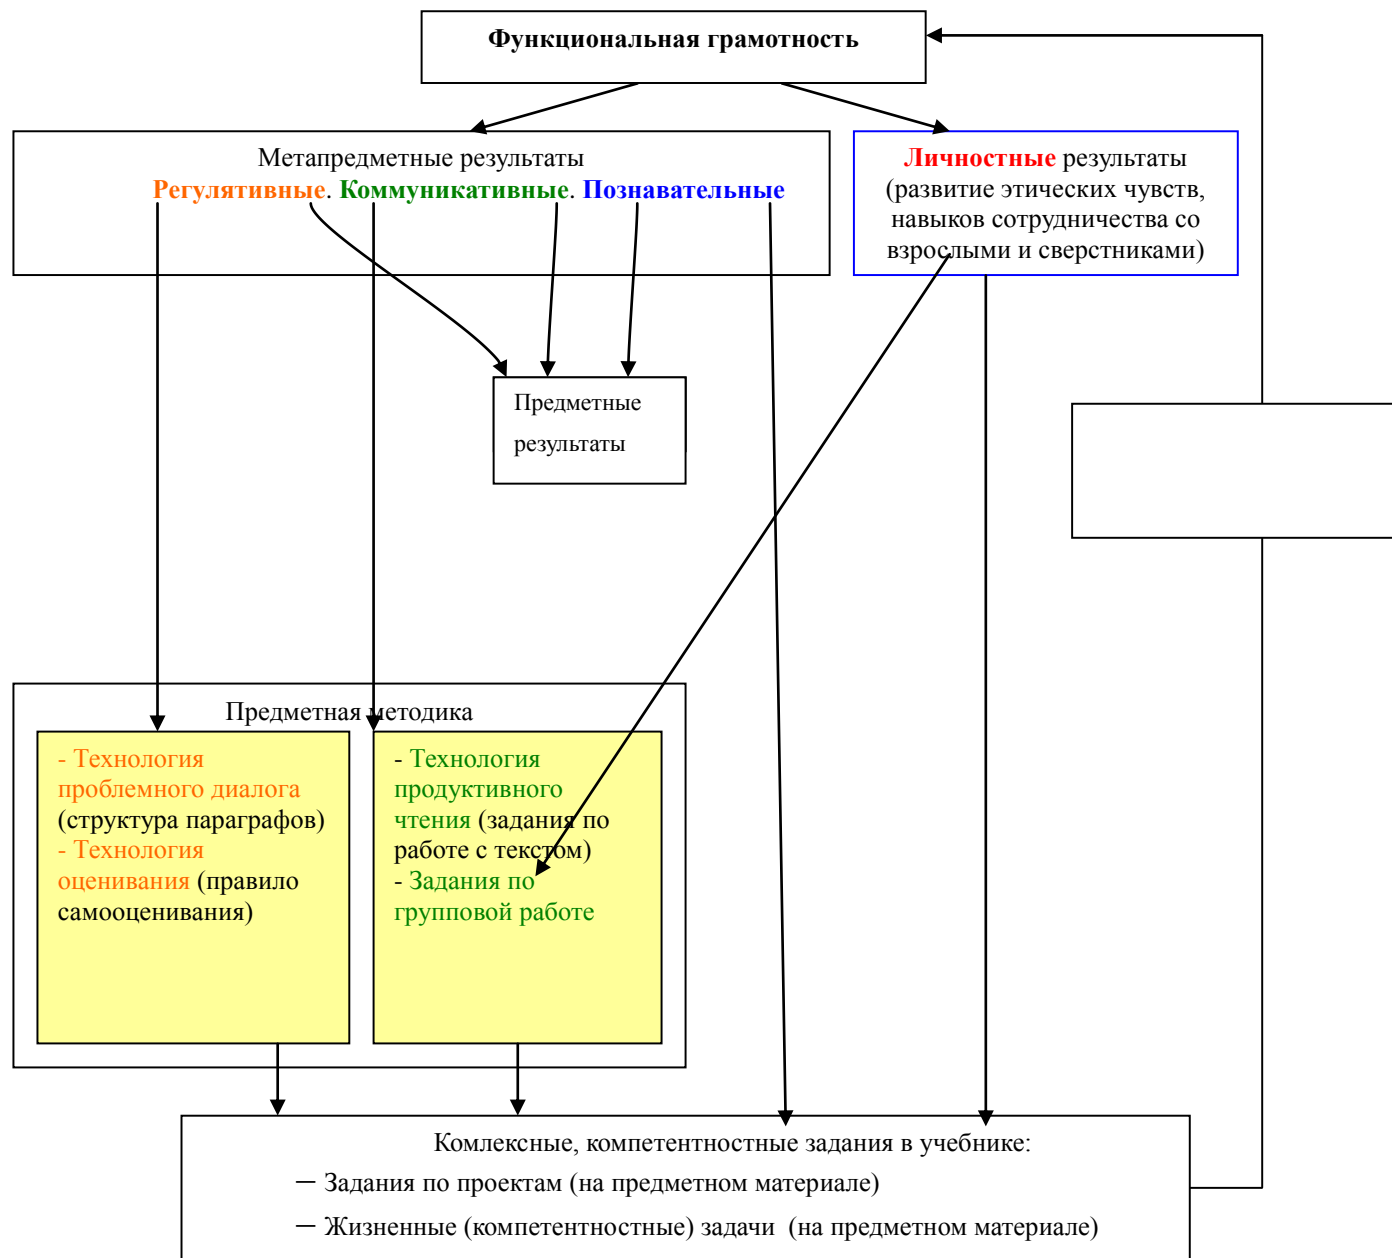 Функциональная грамотность
Метапредметные результаты
Регулятивные. Коммуникативные. Познавательные
Личностные результаты
(развитие этических чувств,
навыков сотрудничества со
взрослыми и сверстниками)
Предметные
результаты
Предметная методика
- Технология
проблемного диалога
(структура параграфов)
- Технология
оценивания (правило
самооценивания)
- Технология
продуктивного
чтения (задания по
работе с текстом)
- Задания по
групповой работе
Комлексные, компетентностные задания в учебнике:
— Задания по проектам (на предметном материале)
— Жизненные (компетентностные) задачи (на предметном материале)